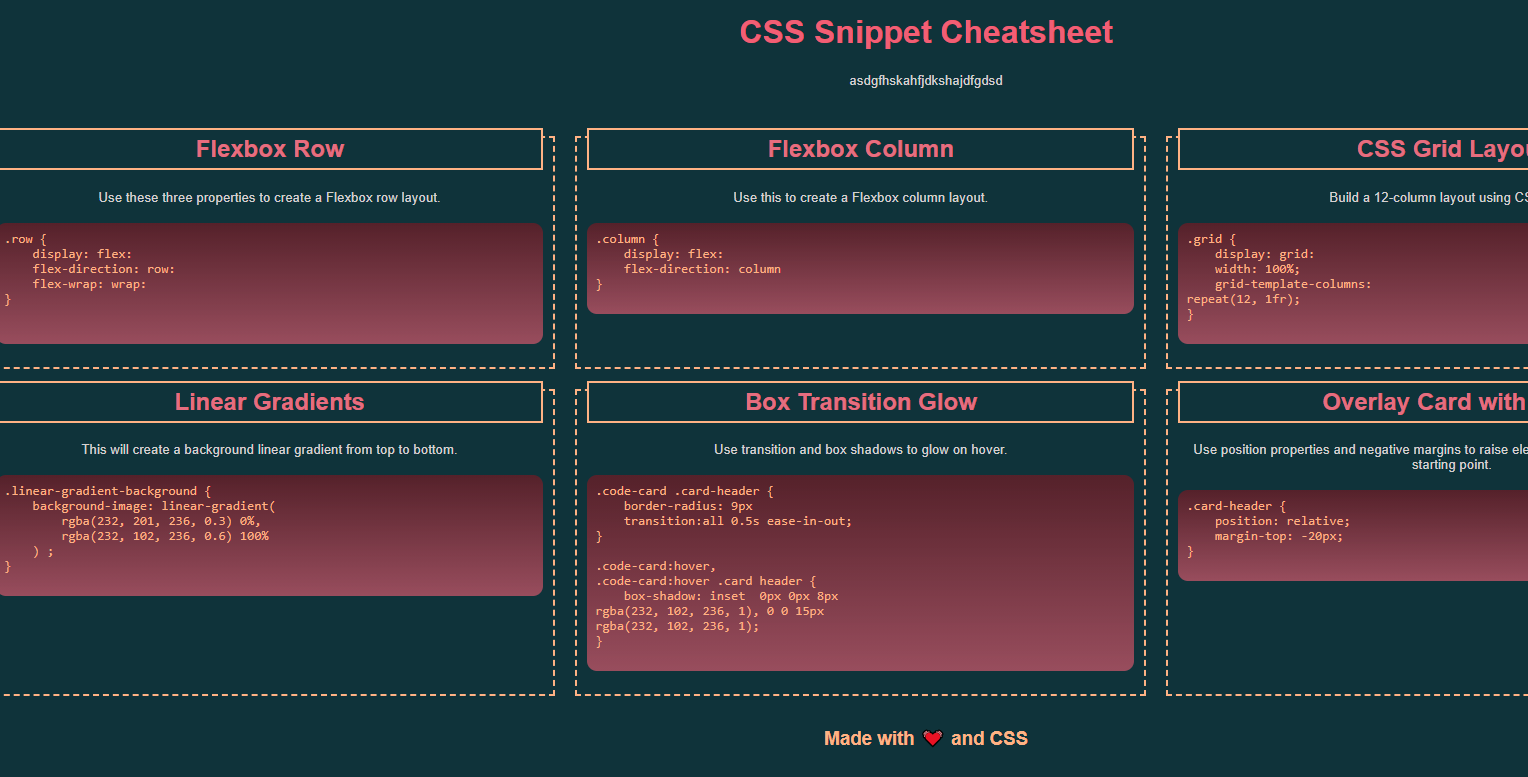 CSS Snippet Cheatsheet
asdgfhskahfjdkshajdfgdsd
Flexbox Row
Use these three properties to create a Flexbox row layout.
.row {
    display: flex:
    flex-direction: row:
    flex-wrap: wrap:
}
Flexbox Column
Use this to create a Flexbox column layout.
.column {
    display: flex:
    flex-direction: column
}
CSS Grid Layou
Build a 12-column layout using CS
.grid {
    display: grid:
    width: 100%;
    grid-template-columns:
repeat(12, 1fr);
}
Linear Gradients
This will create a background linear gradient from top to bottom.
.linear-gradient-background {
    background-image: linear-gradient(
        rgba(232, 201, 236, 0.3) 0%,
        rgba(232, 102, 236, 0.6) 100%
    ) ;
}
Box Transition Glow
Use transition and box shadows to glow on hover.
.code-card .card-header {
    border-radius: 9px
    transition:all 0.5s ease-in-out;
}
.code-card:hover,
.code-card:hover .card header {
    box-shadow: inset  0px 0px 8px
rgba(232, 102, 236, 1), 0 0 15px
rgba(232, 102, 236, 1);
}
Overlay Card with
Use position properties and negative margins to raise ele
starting point.
.card-header {
    position: relative;
    margin-top: -20px;
}
Made with ❤ and CSS